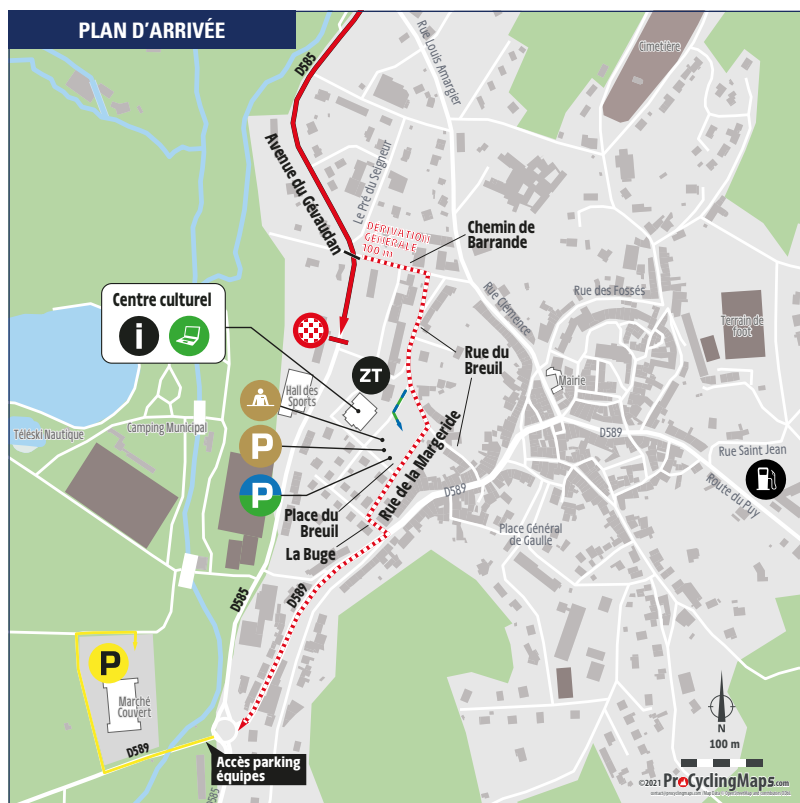 PLAN D'ARRIVÉE
D585
Rue Louis Amargier
Cimetière
Avenue du Gévaudan
Le Pré du Seigneur
DÉRIVATION
GÉNÉRALE
100 m
Chemin de
Barrande
Centre culturel
i
Rue Clémence
Rue des Fossés
Terrain de
foot
Rue du
Breuil
ZT
Mairie
Hall des
Sports
Téléski Nautique
Camping Municipal
P
P
D589
Rue Saint Jean
Route du Puy
Rue de la Margeride
D589
Place du
Breuil
La Buge
Place Général
de Gaulle
D585
D589
P
Marché
Couvert
D589
Accès parking
équipes
N
100 m
©2021 ProCyclingMaps.com